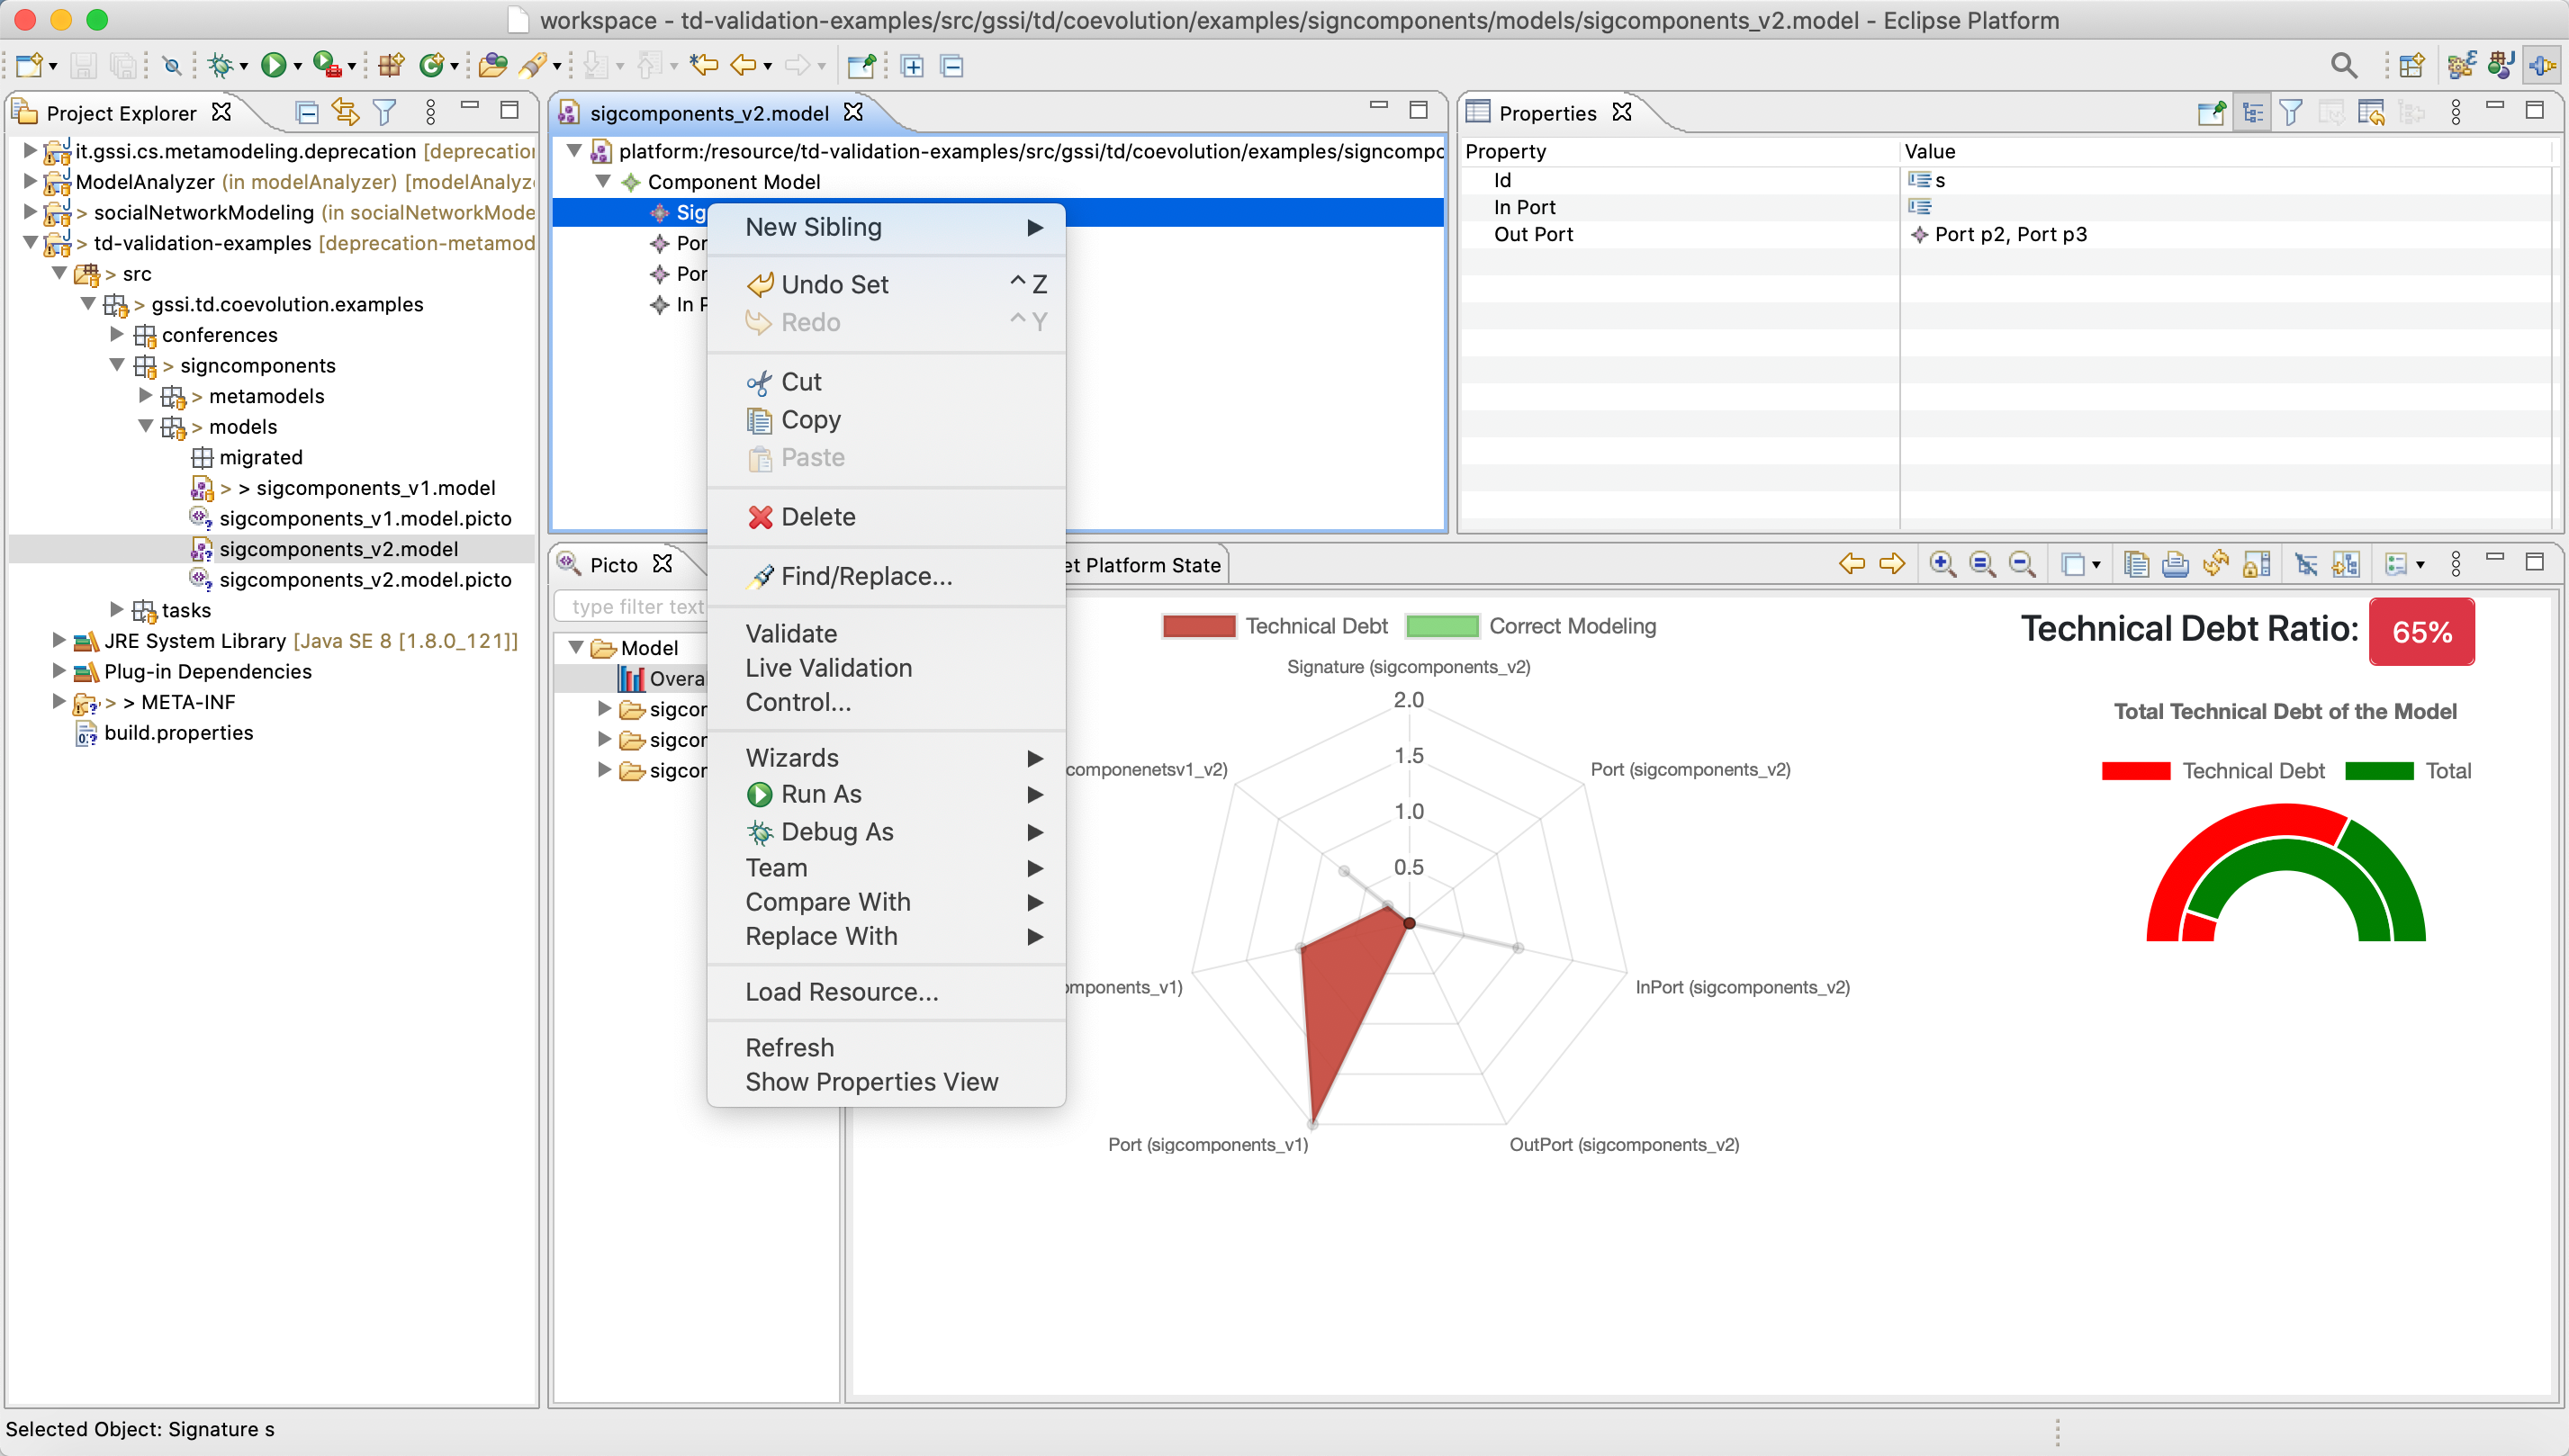 workspace - td-validation-examples/src/gssi/td/coevolution/examples/signcomponents/models/sigcomponents_v2.model - Eclipse Platform
Project Explorer
it.gssi.cs.metamodeling.deprecation [deprecation
ModelAnalyzer (in modelAnalyzer) [modelAnalyz
> socialNetworkModeling (in socialNetworkMode
> td-validation-examples [deprecation-metamod
> src
> gssi.td.coevolution.examples
conferences
> signcomponents
> metamodels
> models
migrated
> > sigcomponents_v1.model
sigcomponents_v1.model.picto
sigcomponents_v2.model
sigcomponents_v2.model.picto
tasks
JRE System Library [Java SE 8 [1.8.0_121]]
Plug-in Dependencies
> > META-INF
build.properties
sigcomponents_v2.model
platform:/resource/td-validation-examples/src/gssi/td/coevolution/examples/signcompo
Component Model
Sig
Por
Por
In P
New Sibling
Undo Set ^ Z
Redo ^ Y
Cut
Copy
Paste
Delete
Find/Replace...
Validate
Live Validation
Control...
Wizards
Run As
Debug As
Team
Compare With
Replace With
Load Resource...
Refresh
Show Properties View
Properties
Property Value
Id s
In Port
Out Port Port p2, Port p3
Picto
et Platform State
type filter text
Model
Overa
sigcor
sigcor
sigcor
Technical Debt Correct Modeling
Signature (sigcomponents_v2)
2.0
1.5
1.0
0.5
componenetsv1_v2)
Port (sigcomponents_v2)
omponents_v1)
InPort (sigcomponents_v2)
Port (sigcomponents_v1)
OutPort (sigcomponents_v2)
Technical Debt Ratio: 65%
Total Technical Debt of the Model
Technical Debt Total
Selected Object: Signature s